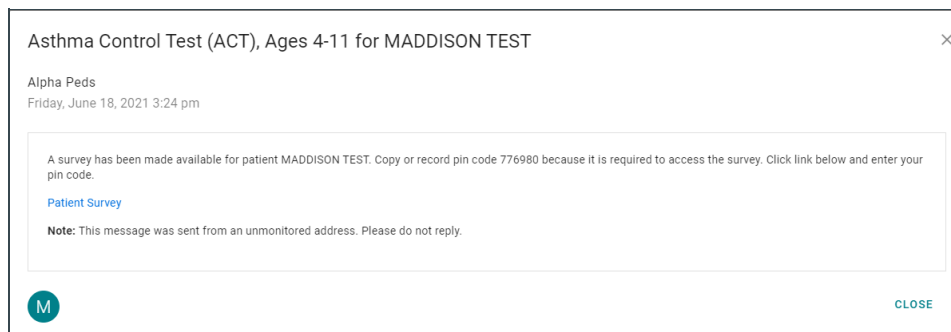 Asthma Control Test (ACT), Ages 4-11 for MADDISON TEST
Alpha Peds
Friday, June 18, 2021 3:24 pm
A survey has been made available for patient MADDISON TEST. Copy or record pin code 776980 because it is required to access the survey. Click link below and enter your
pin code.
Patient Survey
Note: This message was sent from an unmonitored address. Please do not reply.
M
CLOSE